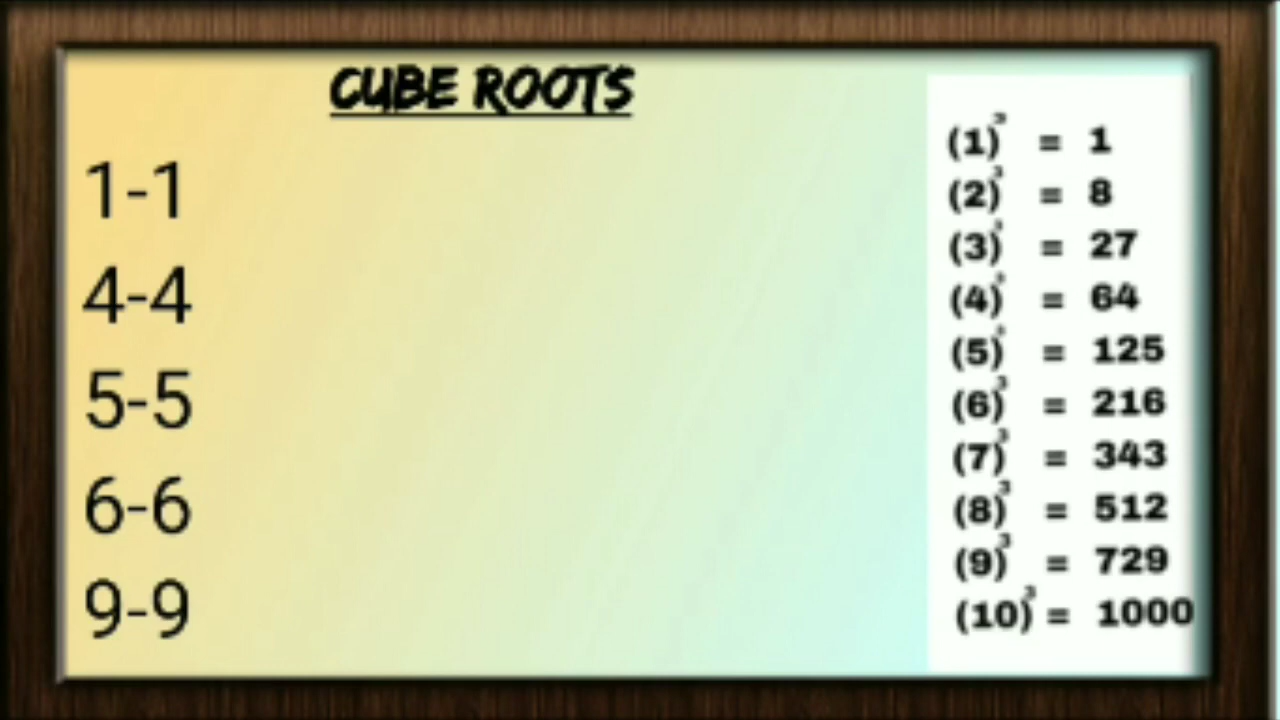 CUBE ROOTS
1-1
4-4
5-5
6-6
9-9
(1)³ = 1
(2)³ = 8
(3)³ = 27
(4)³ = 64
(5)³ = 125
(6)³ = 216
(7)³ = 343
(8)³ = 512
(9)³ = 729
(10)³ = 1000